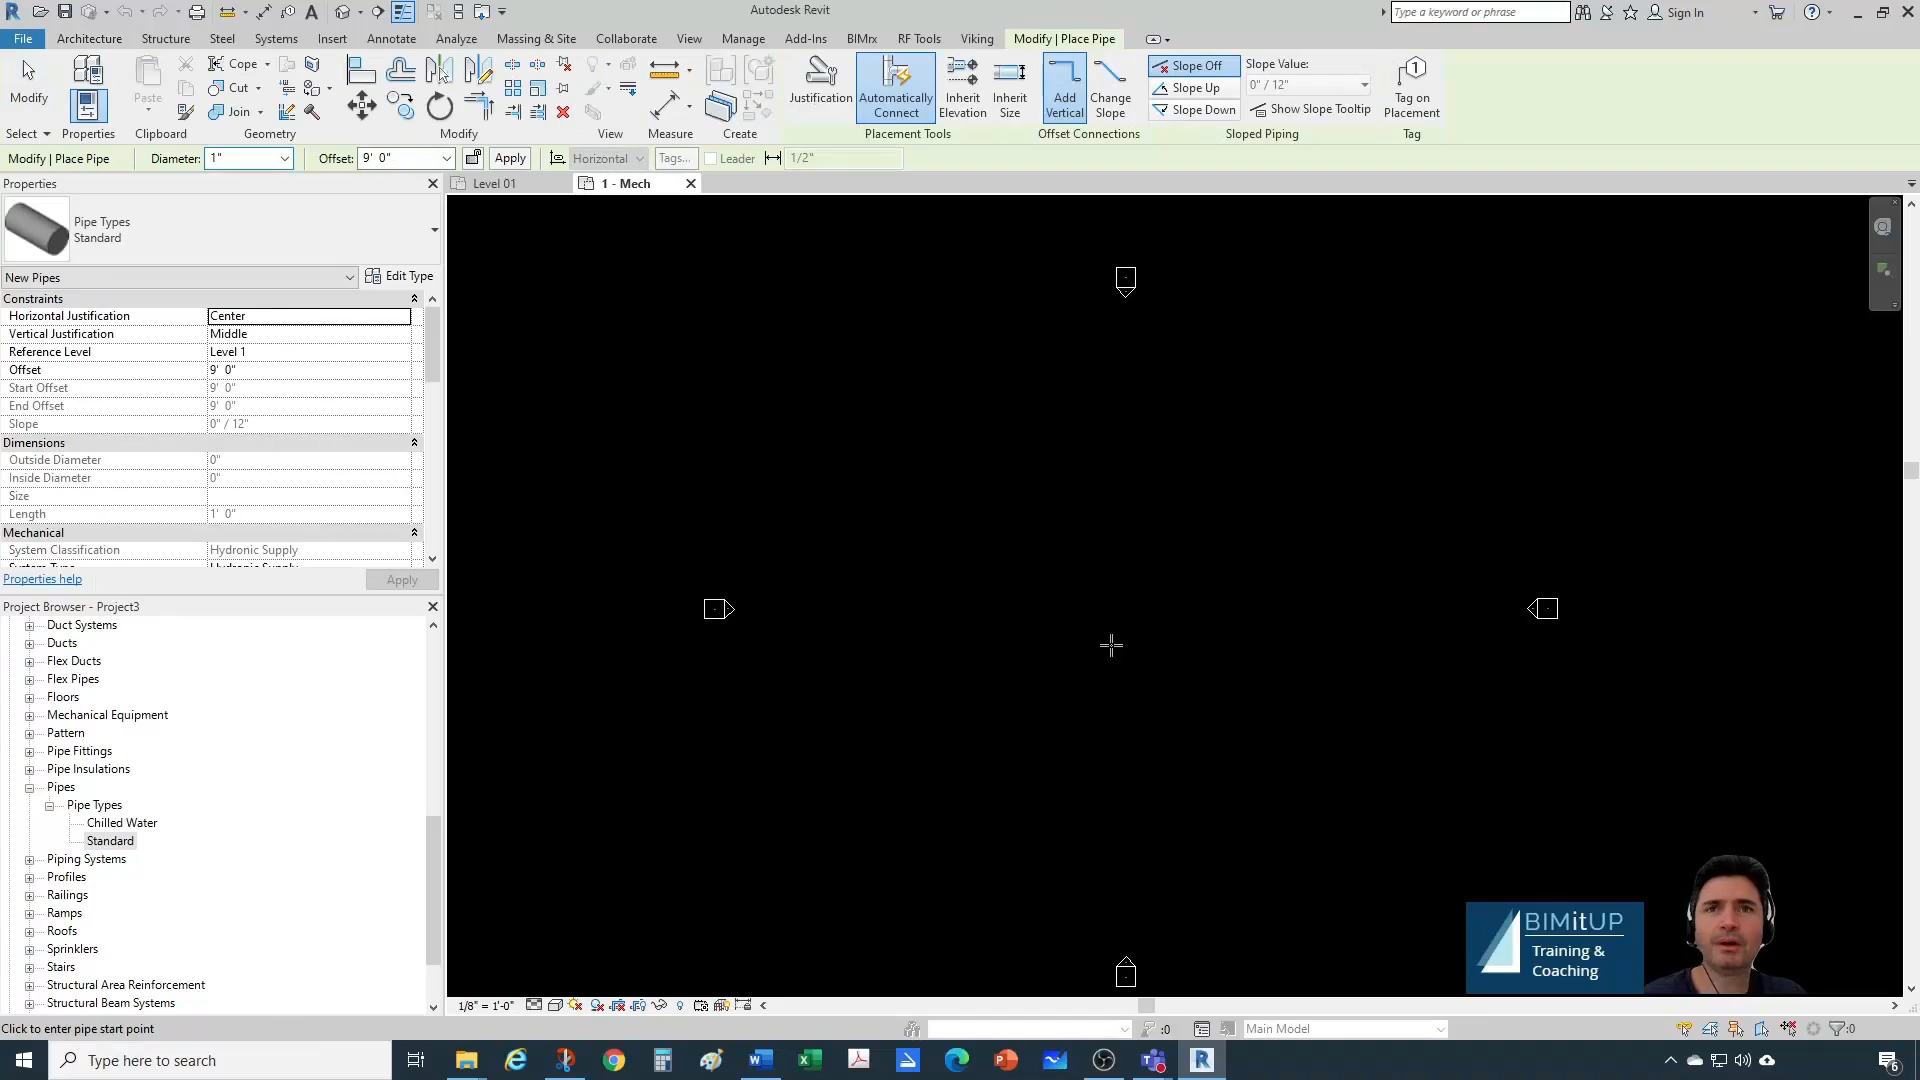 Autodesk Revit
Type a keyword or phrase
Sign In
File
Architecture
Structure
Steel
Systems
Insert
Annotate
Analyze
Massing & Site
Collaborate
View
Manage
Add-Ins
BIMrx
RF Tools
Viking
Modify | Place Pipe
Modify
Select
Properties
Paste
Clipboard
Cope
Cut
Join
Geometry
Modify
View
Measure
Create
Justification
Automatically Connect
Inherit Elevation
Inherit Size
Placement Tools
Add Vertical
Change Slope
Offset Connections
Slope Off
Slope Up
Slope Down
Slope Value:
0" / 12"
Show Slope Tooltip
Sloped Piping
Tag on Placement
Tag
Modify | Place Pipe
Diameter: 1"
Offset: 9' 0"
Apply
Horizontal
Tags...
Leader
1/2"
Properties
Level 01
1 - Mech
Pipe Types
Standard
New Pipes
Edit Type
Constraints
Horizontal Justification Center
Vertical Justification Middle
Reference Level Level 1
Offset 9' 0"
Start Offset 9' 0"
End Offset 9' 0"
Slope 0" / 12"
Dimensions
Outside Diameter 0"
Inside Diameter 0"
Size
Length 1' 0"
Mechanical
System Classification Hydronic Supply
System Type Hydronic Supply
Properties help
Apply
Project Browser - Project3
Duct Systems
Ducts
Flex Ducts
Flex Pipes
Floors
Mechanical Equipment
Pattern
Pipe Fittings
Pipe Insulations
Pipes
Pipe Types
Chilled Water
Standard
Piping Systems
Profiles
Railings
Ramps
Roofs
Sprinklers
Stairs
Structural Area Reinforcement
Structural Beam Systems
BIMitUP
Training &
Coaching
1/8" = 1'-0"
Click to enter pipe start point
:0
Main Model
:0
Type here to search
6